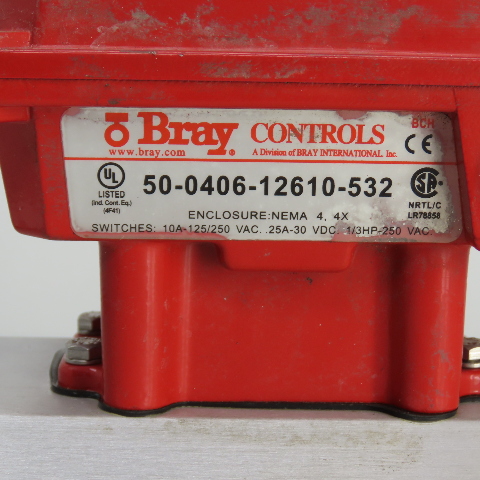 Bray CONTROLS
BCH
CE
www.bray.com
A Division of BRAY INTERNATIONAL Inc.
UL
LISTED
(Ind. Cont. Eq.)
(4F41)
50-0406-12610-532
SA
NRTL/C
LR78858
ENCLOSURE:NEMA 4, 4X
SWITCHES: 10A-125/250 VAC. .25A-30 VDC. 1/3HP-250 VAC.